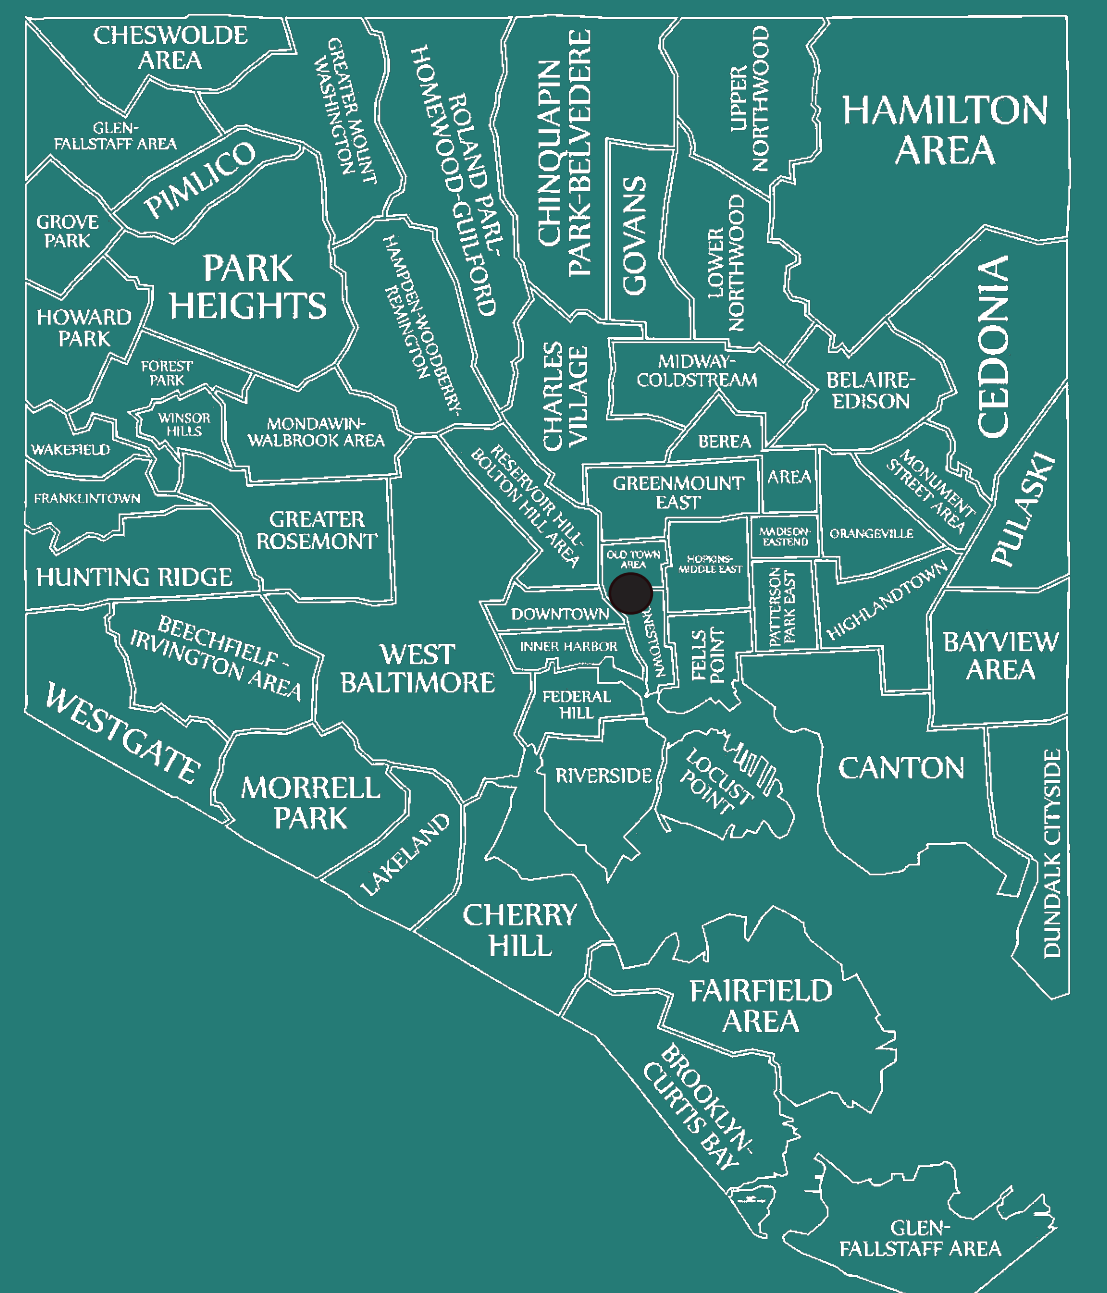 CHESWOLDE
AREA
GREATER MOUNT
WASHINGTON
ROLAND PARL-
HOMEWOOD-GUILFORD
CHINQUAPIN
PARK-BELVEDERE
UPPER
NORTHWOOD
HAMILTON
AREA
GLEN-
FALLSTAFF AREA
PIMLICO
GROVE
PARK
GOVANS
LOWER
NORTHWOOD
PARK
HEIGHTS
HAMPDEN-WOODBERRY-
REMINGTON
CEDONIA
HOWARD
PARK
FOREST
PARK
CHARLES
VILLAGE
MIDWAY-
COLDSTREAM
BELAIRE-
EDISON
WINSOR
HILLS
MONDAWIN-
WALBROOK AREA
BEREA
WAKEFIELD
RESERVOIR HILL-
BOLTON HILL AREA
GREENMOUNT
EAST
AREA
MONUMENT
STREET AREA
PULASKI
FRANKLINTOWN
GREATER
ROSEMONT
MADISON-
EASTEND
ORANGEVILLE
OLD TOWN
AREA
HOPKINS-
MIDDLE EAST
HUNTING RIDGE
PATTERSON
PARK EAST
HIGHLANDTOWN
DOWNTOWN
NESTOWN
FELLS
POINT
BAYVIEW
AREA
BEECHFIELF -
IRVINGTON AREA
WEST
BALTIMORE
INNER HARBOR
FEDERAL
HILL
WESTGATE
MORRELL
PARK
RIVERSIDE
LOCUST
POINT
CANTON
DUNDALK CITYSIDE
LAKELAND
CHERRY
HILL
FAIRFIELD
AREA
BROOKLYN-
CURTIS BAY
GLEN-
FALLSTAFF AREA